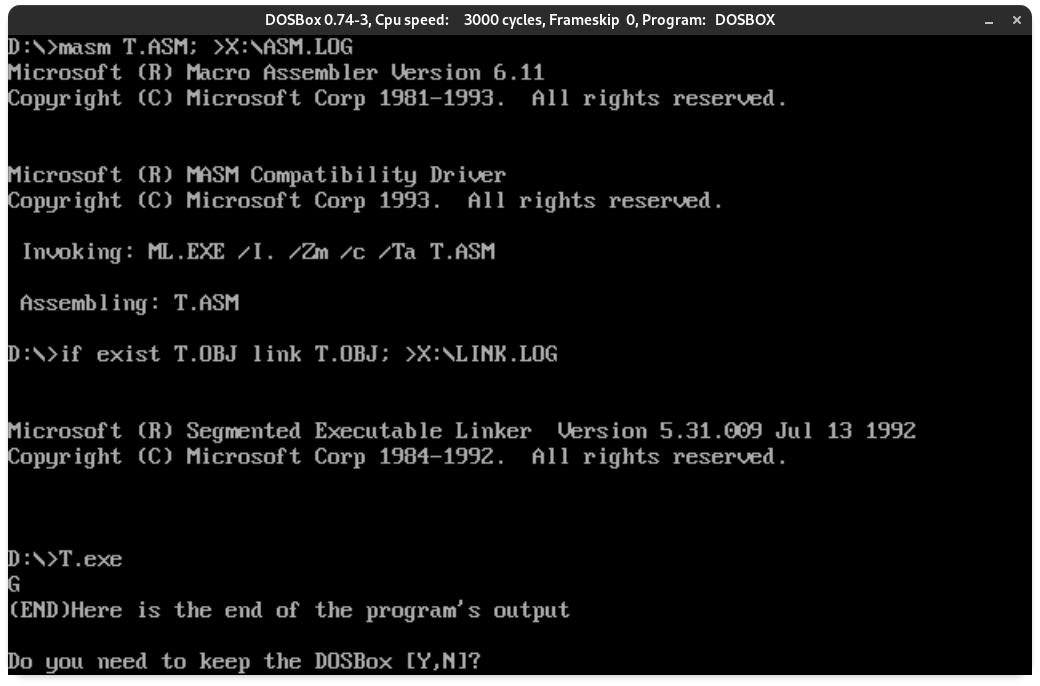 DOSBox 0.74-3, Cpu speed:    3000 cycles, Frameskip  0, Program:   DOSBOX
D:\>masm T.ASM; >X:\ASM.LOG
Microsoft (R) Macro Assembler Version 6.11
Copyright (C) Microsoft Corp 1981-1993.  All rights reserved.
Microsoft (R) MASM Compatibility Driver
Copyright (C) Microsoft Corp 1993.  All rights reserved.
Invoking: ML.EXE /I. /Zm /c /Ta T.ASM
Assembling: T.ASM
D:\>if exist T.OBJ link T.OBJ; >X:\LINK.LOG
Microsoft (R) Segmented Executable Linker  Version 5.31.009 Jul 13 1992
Copyright (C) Microsoft Corp 1984-1992.  All rights reserved.
D:\>T.exe
G
(END)Here is the end of the program's output
Do you need to keep the DOSBox [Y,N]?